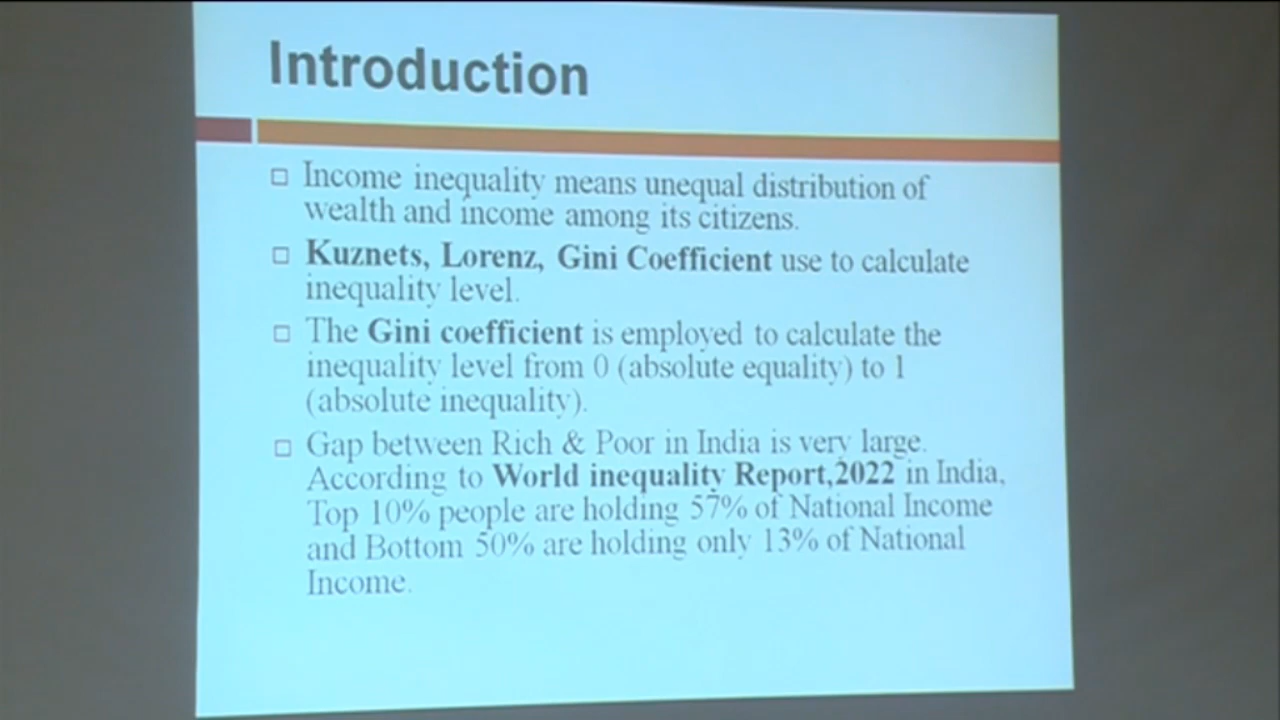 Introduction
Income inequality means unequal distribution of
wealth and income among its citizens.
Kuznets, Lorenz, Gini Coefficient use to calculate
inequality level.
The Gini coefficient is employed to calculate the
inequality level from 0 (absolute equality) to 1
(absolute inequality).
Gap between Rich & Poor in India is very large.
According to World inequality Report,2022 in India,
Top 10% people are holding 57% of National Income
and Bottom 50% are holding only 13% of National
Income.